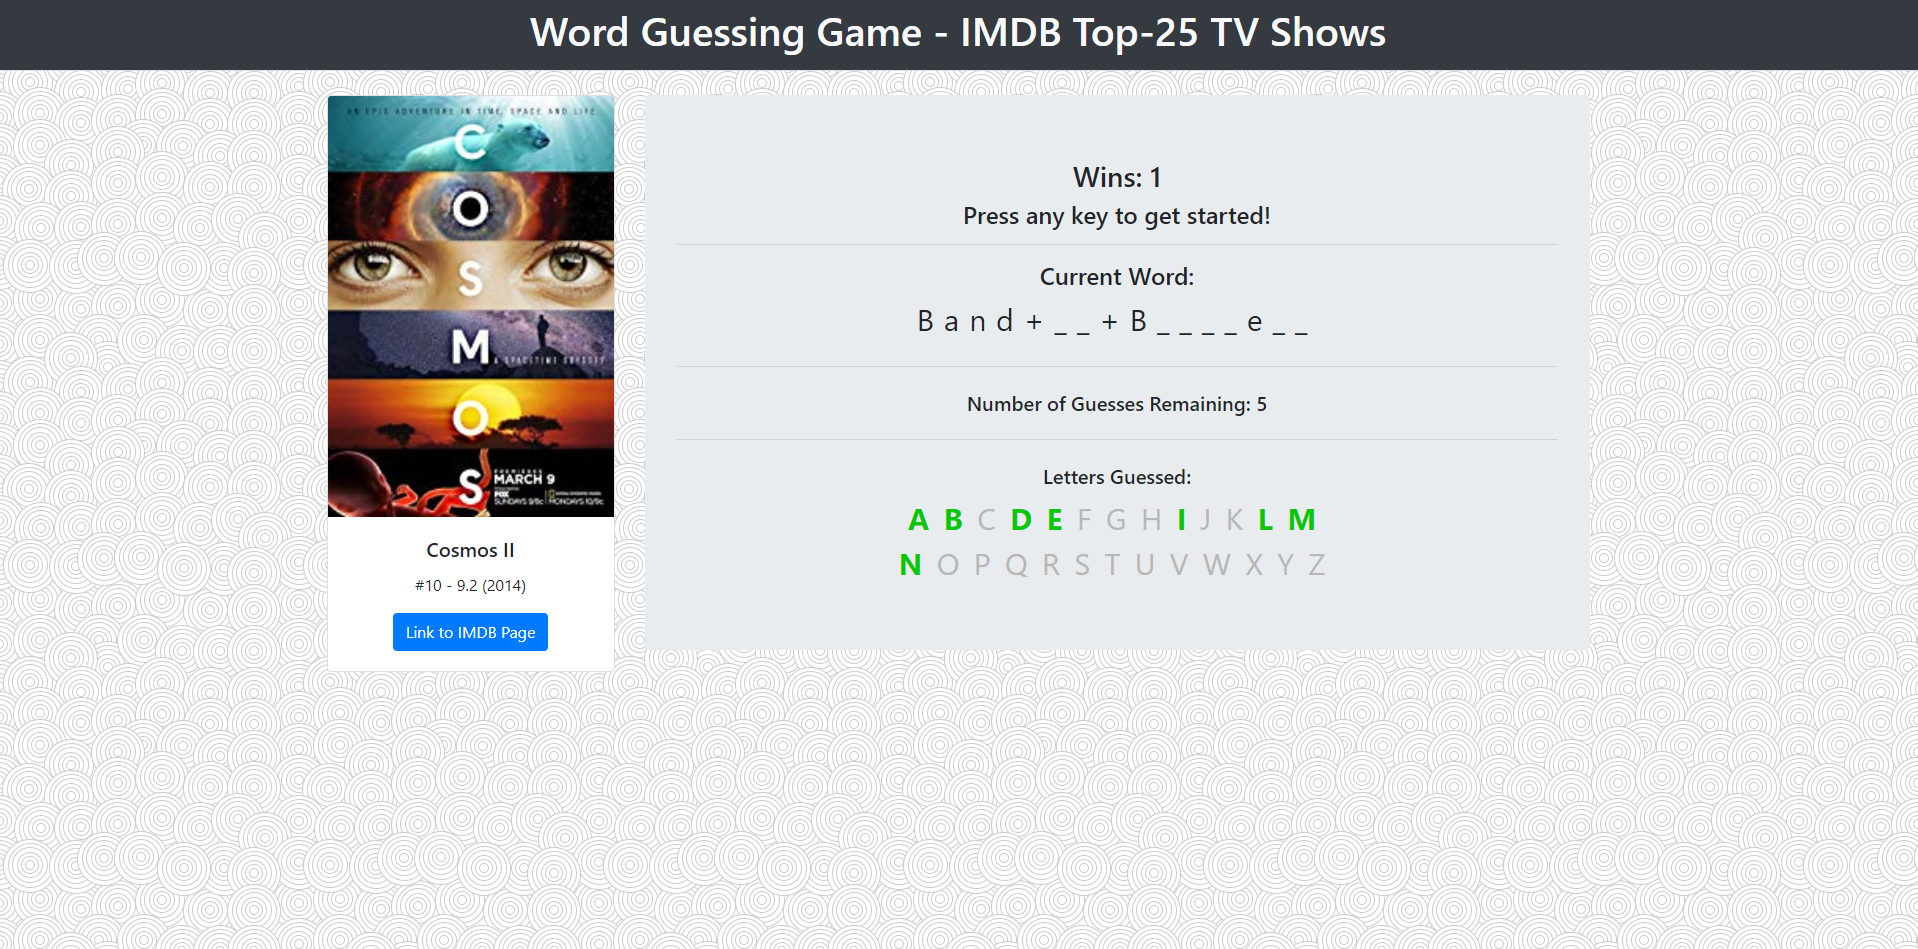 Word Guessing Game - IMDB Top-25 TV Shows
AN EPIC ADVENTURE IN TIME, SPACE AND LIFE
C
O
S
M
A SPACETIME ODYSSEY
O
S
PREMIERES
MARCH 9
FOX
SUNDAYS 9/8c
MONDAYS 10/9c
Cosmos II
#10 - 9.2 (2014)
Link to IMDB Page
Wins: 1
Press any key to get started!
Current Word:
B a n d + _ _ + B _ _ _ _ e _ _
Number of Guesses Remaining: 5
Letters Guessed:
A B C D E F G H I J K L M
N O P Q R S T U V W X Y Z